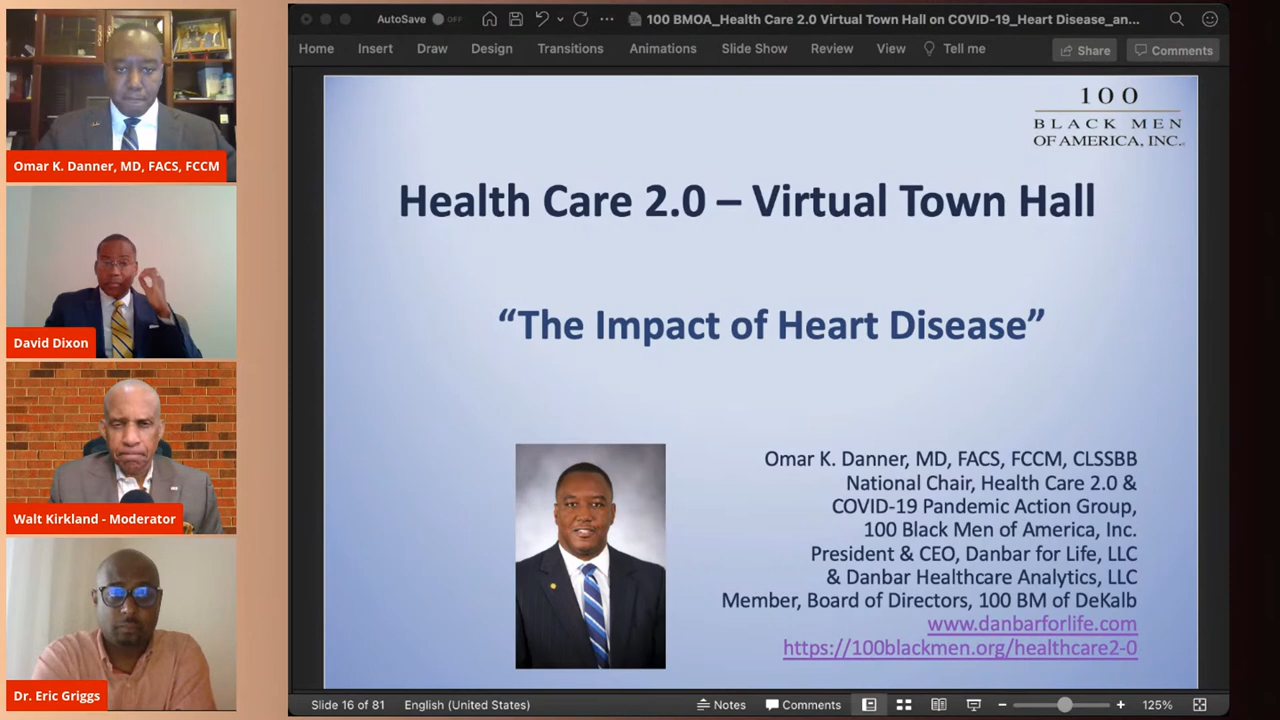 Omar K. Danner, MD, FACS, FCCM
David Dixon
Walt Kirkland - Moderator
Dr. Eric Griggs
AutoSave OFF
100 BMOA_Health Care 2.0 Virtual Town Hall on COVID-19_Heart Disease_an...
Home Insert Draw Design Transitions Animations Slide Show Review View Tell me Share Comments
100
BLACK MEN
OF AMERICA, INC.
Health Care 2.0 – Virtual Town Hall
“The Impact of Heart Disease”
Omar K. Danner, MD, FACS, FCCM, CLSSBB
National Chair, Health Care 2.0 &
COVID-19 Pandemic Action Group,
100 Black Men of America, Inc.
President & CEO, Danbar for Life, LLC
& Danbar Healthcare Analytics, LLC
Member, Board of Directors, 100 BM of DeKalb
www.danbarforlife.com
https://100blackmen.org/healthcare2-0
Slide 16 of 81 English (United States) Notes Comments 125%